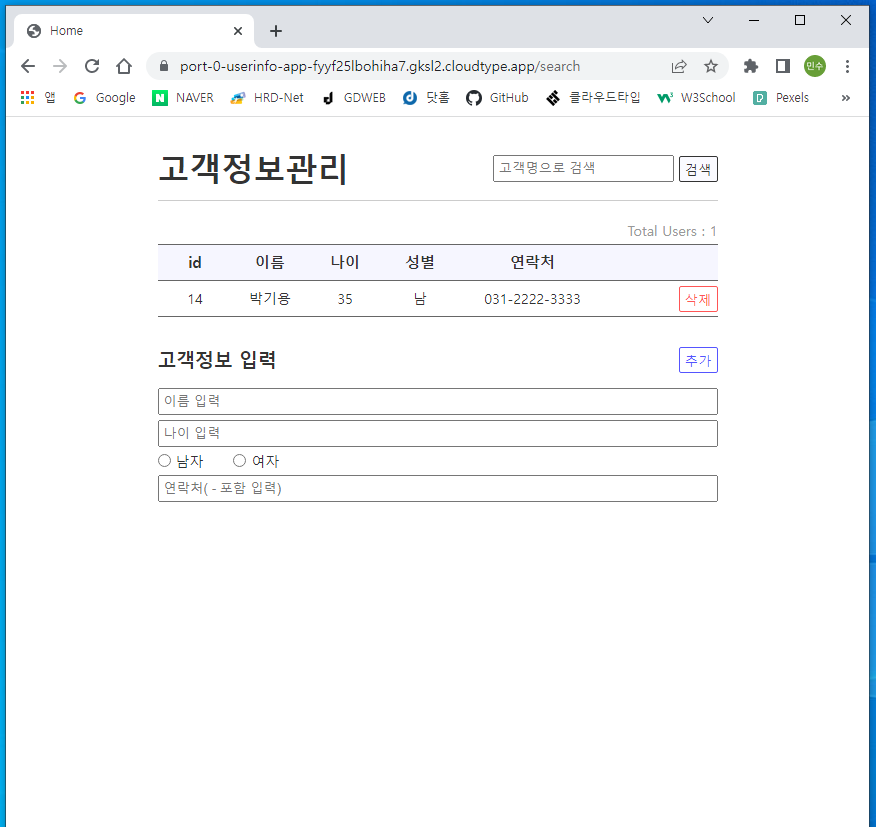 Home
port-0-userinfo-app-fyyf25lbohiha7.gksl2.cloudtype.app/search
민수
앱 Google NAVER HRD-Net GDWEB 닷홈 GitHub 클라우드타입 W3School Pexels »
고객정보관리 고객명으로 검색 검색
Total Users : 1
id 이름 나이 성별 연락처
14 박기용 35 남 031-2222-3333 삭제
고객정보 입력 추가
이름 입력
나이 입력
남자 여자
연락처( - 포함 입력)